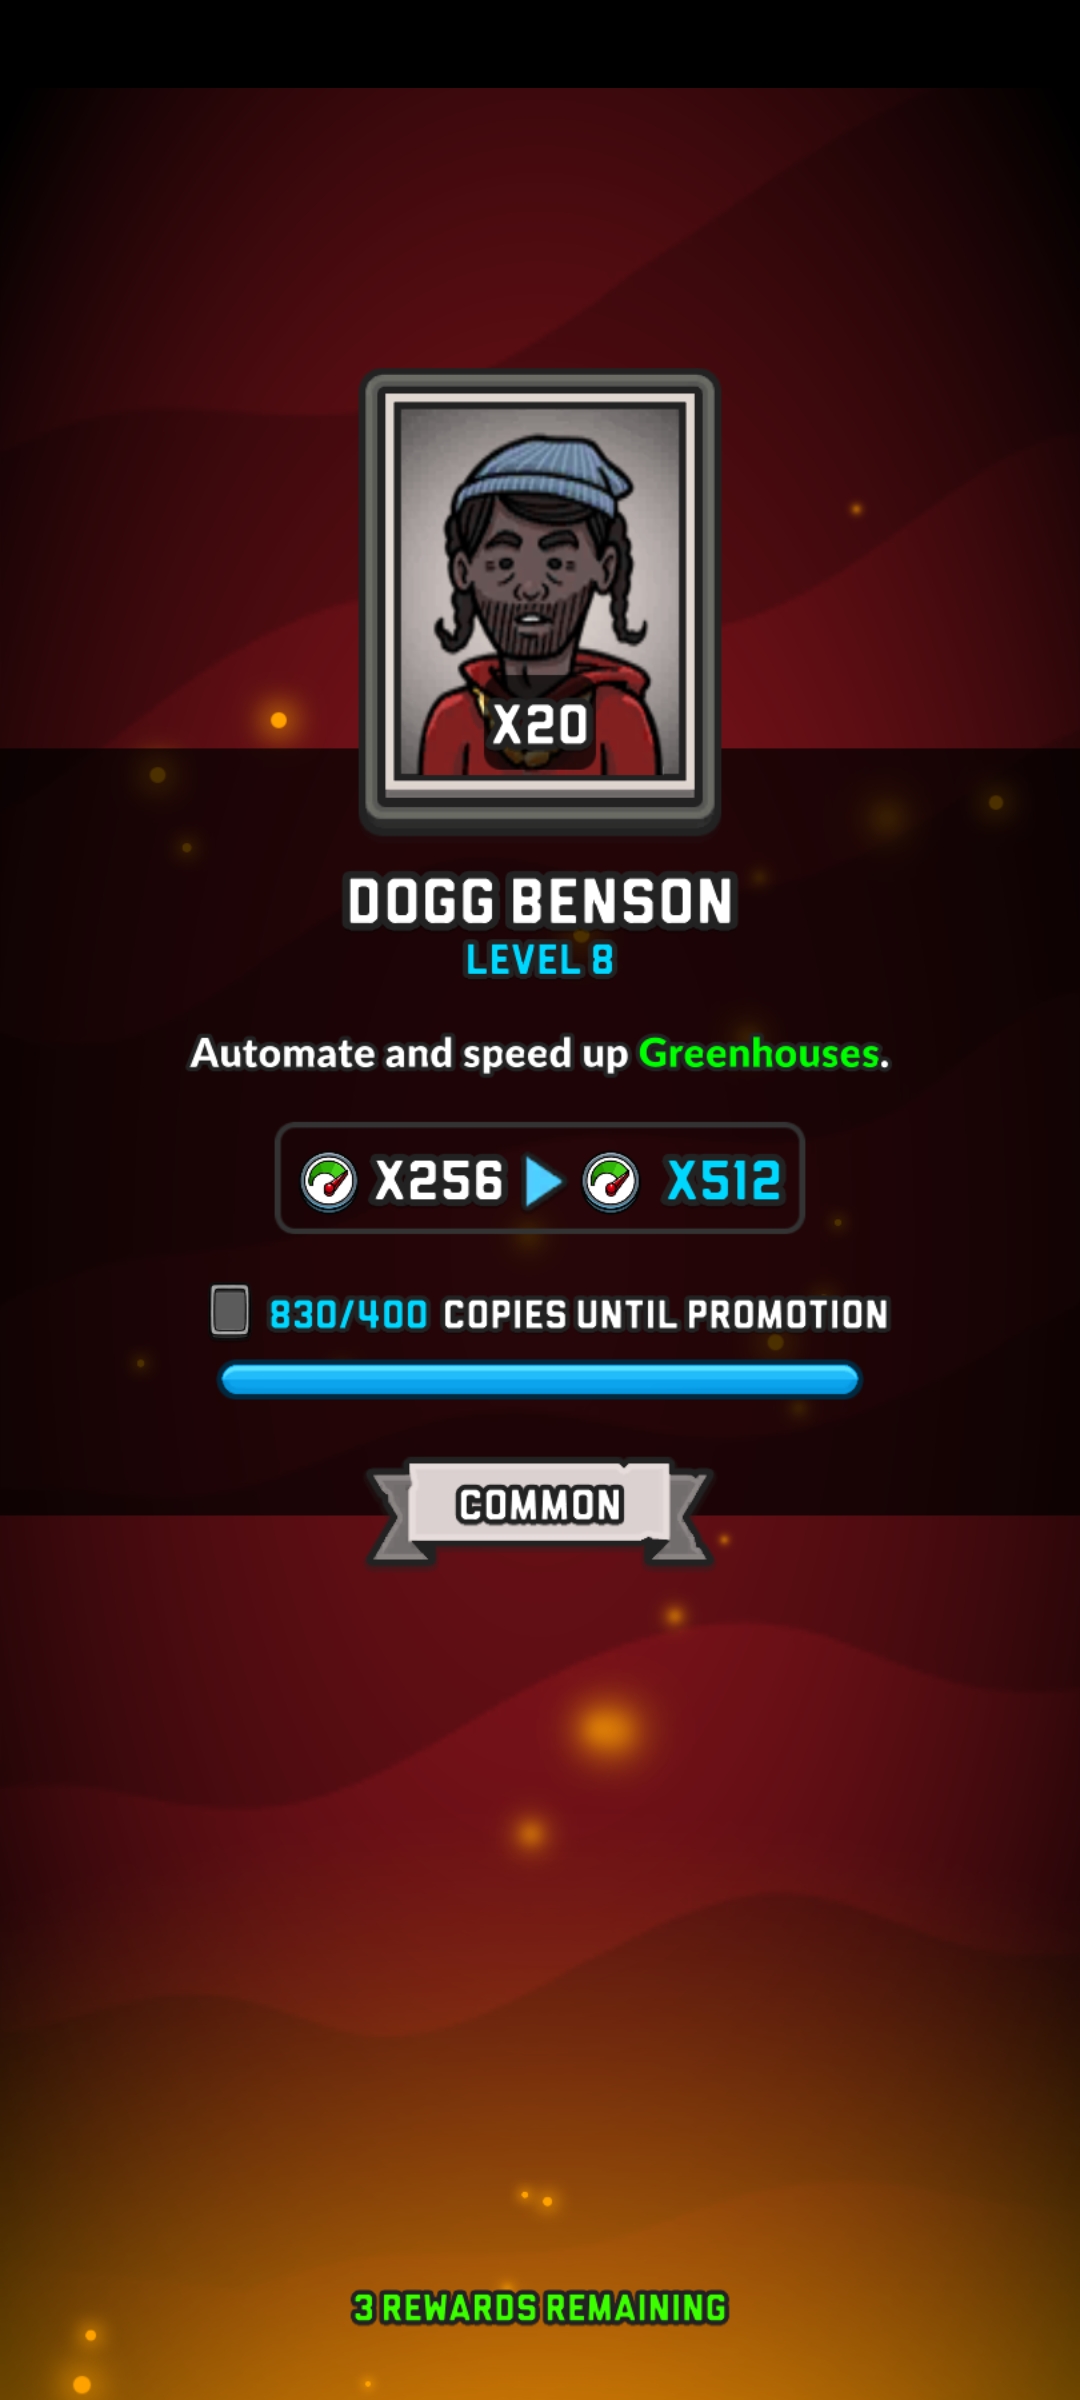 X20
DOGG BENSON
LEVEL 8
Automate and speed up Greenhouses.
X256 X512
830/400 COPIES UNTIL PROMOTION
COMMON
3 REWARDS REMAINING